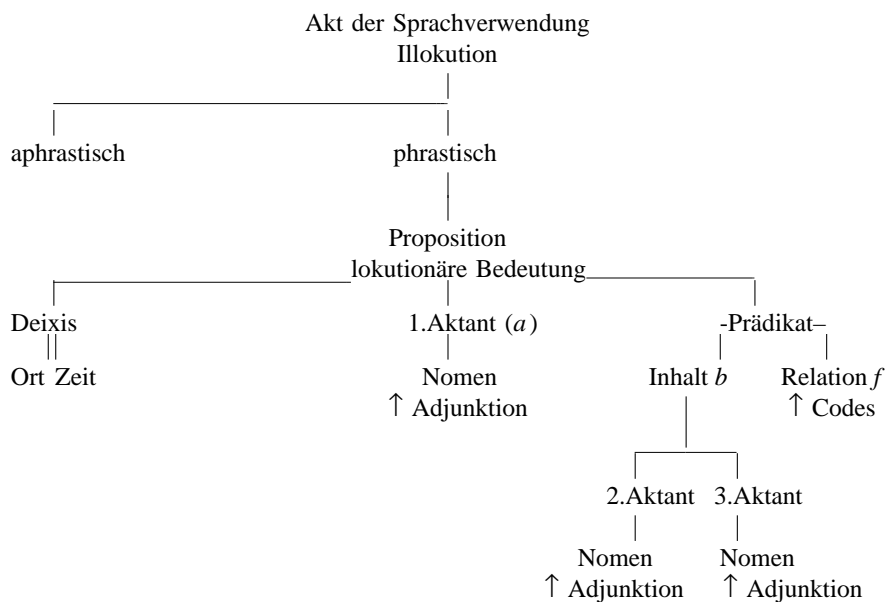 Akt der Sprachverwendung
Illokution
aphrastisch phrastisch
Proposition
lokutionäre Bedeutung
Deixis 1.Aktant (a) -Prädikat–
Ort Zeit Nomen Inhalt b Relation f
↑ Adjunktion ↑ Codes
2.Aktant 3.Aktant
Nomen Nomen
↑ Adjunktion ↑ Adjunktion